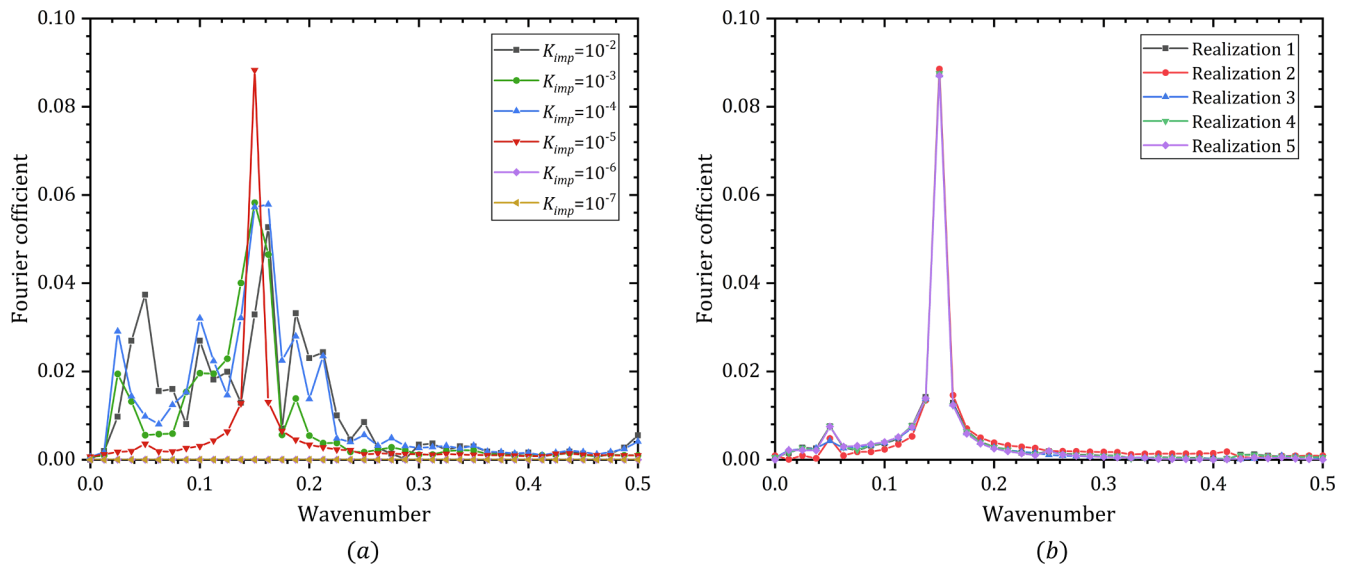 0.10
0.08
0.06
0.04
0.02
0.00
Fourier cofficient
0.0
0.1
0.2
0.3
0.4
0.5
Wavenumber
K_imp=10^-2
K_imp=10^-3
K_imp=10^-4
K_imp=10^-5
K_imp=10^-6
K_imp=10^-7
(a)
0.10
0.08
0.06
0.04
0.02
0.00
Fourier cofficient
0.0
0.1
0.2
0.3
0.4
0.5
Wavenumber
Realization 1
Realization 2
Realization 3
Realization 4
Realization 5
(b)